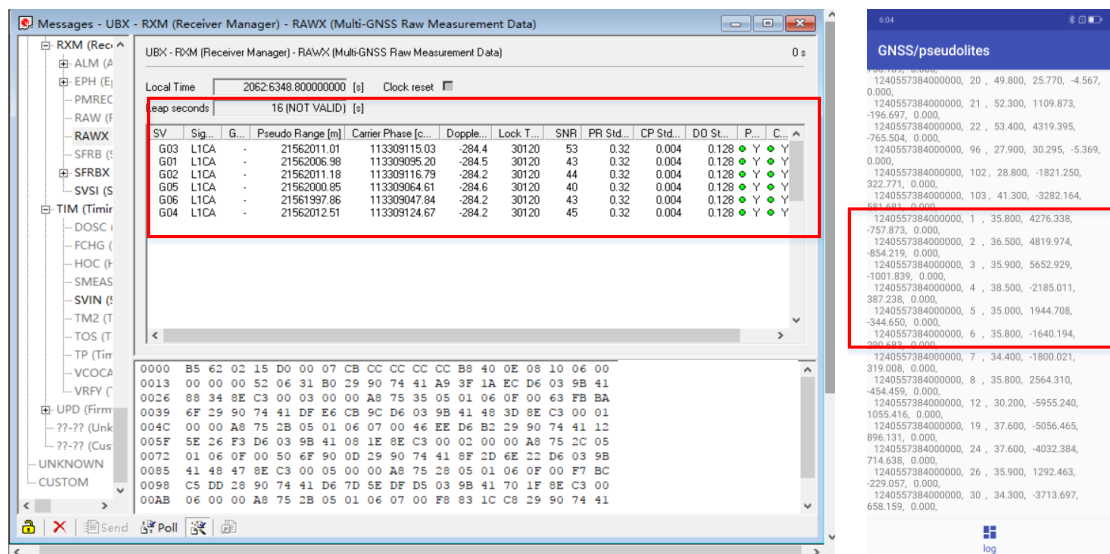 Messages - UBX - RXM (Receiver Manager) - RAWX (Multi-GNSS Raw Measurement Data)
RXM (Rece
ALM (A
EPH (E
PMREC
RAW (F
RAWX
SFRB (S
SFRBX
SVSI (S
TIM (Timin
DOSC
FCHG (
HOC (H
SMEAS
SVIN (S
TM2 (T
TOS (T
TP (Tim
VCOCA
VRFY (T
UPD (Firm
??-?? (Unk
??-?? (Cus
UNKNOWN
CUSTOM
UBX - RXM (Receiver Manager) - RAWX (Multi-GNSS Raw Measurement Data) 0 s
Local Time 2062:6348.800000000 [s] Clock reset
Leap seconds 16 (NOT VALID) [s]
SV Sig... G... Pseudo Range [m] Carrier Phase [c... Dopple... Lock T... SNR PR Std... CP Std... DO St... P... C...
G03 L1CA - 21562011.01 113309115.03 -284.4 30120 53 0.32 0.004 0.128 Y Y
G01 L1CA - 21562006.98 113309095.20 -284.5 30120 43 0.32 0.004 0.128 Y Y
G02 L1CA - 21562011.18 113309116.79 -284.2 30120 44 0.32 0.004 0.128 Y Y
G05 L1CA - 21562000.85 113309064.61 -284.6 30120 40 0.32 0.004 0.128 Y Y
G06 L1CA - 21561997.86 113309047.84 -284.2 30120 43 0.32 0.004 0.128 Y Y
G04 L1CA - 21562012.51 113309124.67 -284.2 30120 45 0.32 0.004 0.128 Y Y
0000 B5 62 02 15 D0 00 07 CB CC CC CC CC B8 40 0E 08 10 06 00
0013 00 00 00 52 06 31 B0 29 90 74 41 A9 3F 1A EC D6 03 9B 41
0026 88 34 8E C3 00 03 00 00 A8 75 35 05 01 06 0F 00 63 FB BA
0039 6F 29 90 74 41 DF E6 CB 9C D6 03 9B 41 48 3D 8E C3 00 01
004C 00 00 A8 75 2B 05 01 06 07 00 46 EE D6 B2 29 90 74 41 12
005F 5E 26 F3 D6 03 9B 41 08 1E 8E C3 00 02 00 00 A8 75 2C 05
0072 01 06 0F 00 50 6F 90 0D 29 90 74 41 8F 2D 6E 22 D6 03 9B
0085 41 48 47 8E C3 00 05 00 00 A8 75 28 05 01 06 0F 00 F7 BC
0098 C5 DD 28 90 74 41 D6 7D 5E DF D5 03 9B 41 70 1F 8E C3 00
00AB 06 00 00 A8 75 2B 05 01 06 07 00 F8 83 1C C8 29 90 74 41
Send Poll
6:04
GNSS/pseudolites
1240557384000000, 20 , 49.800, 25.770, -4.567,
0.000,
1240557384000000, 21 , 52.300, 1109.873,
-196.697, 0.000,
1240557384000000, 22 , 53.400, 4319.395,
-765.504, 0.000,
1240557384000000, 96 , 27.900, 30.295, -5.369,
0.000,
1240557384000000, 102 , 28.800, -1821.250,
322.771, 0.000,
1240557384000000, 103 , 41.300, -3282.164,
581.681, 0.000,
1240557384000000, 1 , 35.800, 4276.338,
-757.873, 0.000,
1240557384000000, 2 , 36.500, 4819.974,
-854.219, 0.000,
1240557384000000, 3 , 35.900, 5652.929,
-1001.839, 0.000,
1240557384000000, 4 , 38.500, -2185.011,
387.238, 0.000,
1240557384000000, 5 , 35.000, 1944.708,
-344.650, 0.000,
1240557384000000, 6 , 35.800, -1640.194,
290.683, 0.000,
1240557384000000, 7 , 34.400, -1800.021,
319.008, 0.000,
1240557384000000, 8 , 35.800, 2564.310,
-454.459, 0.000,
1240557384000000, 12 , 30.200, -5955.240,
1055.416, 0.000,
1240557384000000, 19 , 37.600, -5056.465,
896.131, 0.000,
1240557384000000, 24 , 37.600, -4032.384,
714.638, 0.000,
1240557384000000, 26 , 35.900, 1292.463,
-229.057, 0.000,
1240557384000000, 30 , 34.300, -3713.697,
658.159, 0.000,
log